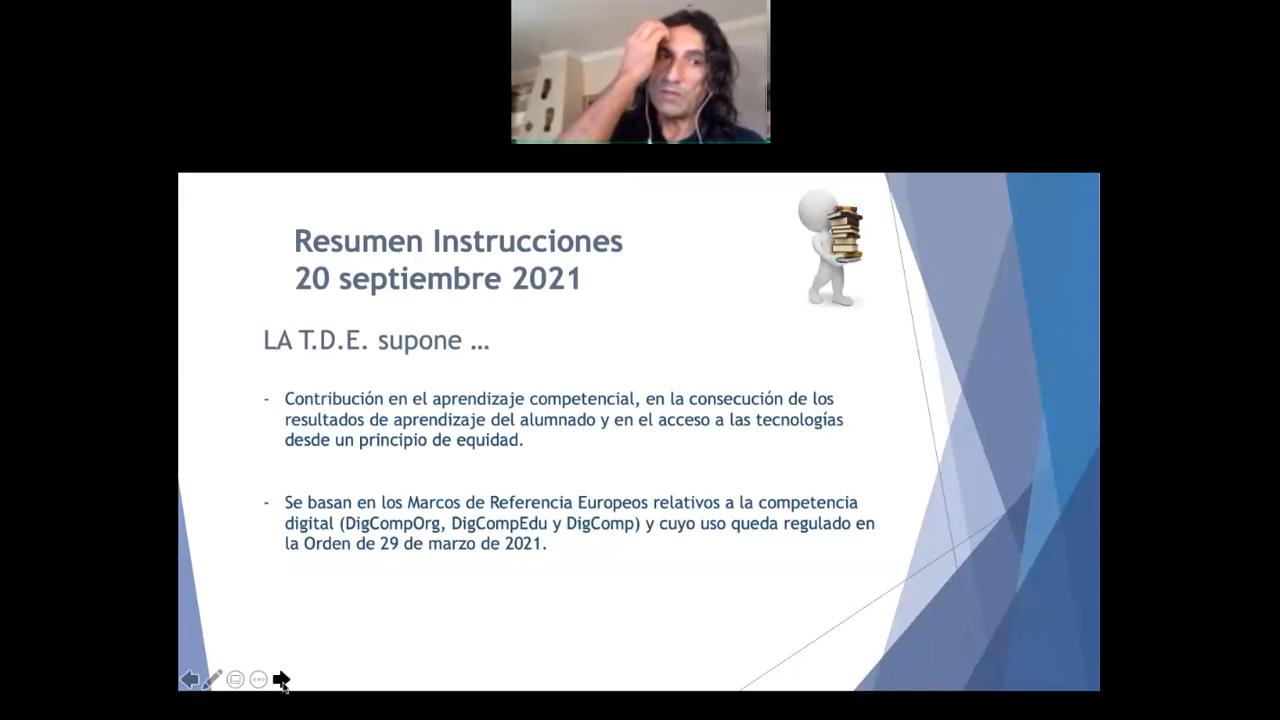 Resumen Instrucciones
20 septiembre 2021
LA T.D.E. supone ...
- Contribución en el aprendizaje competencial, en la consecución de los
resultados de aprendizaje del alumnado y en el acceso a las tecnologías
desde un principio de equidad.
- Se basan en los Marcos de Referencia Europeos relativos a la competencia
digital (DigCompOrg, DigCompEdu y DigComp) y cuyo uso queda regulado en
la Orden de 29 de marzo de 2021.